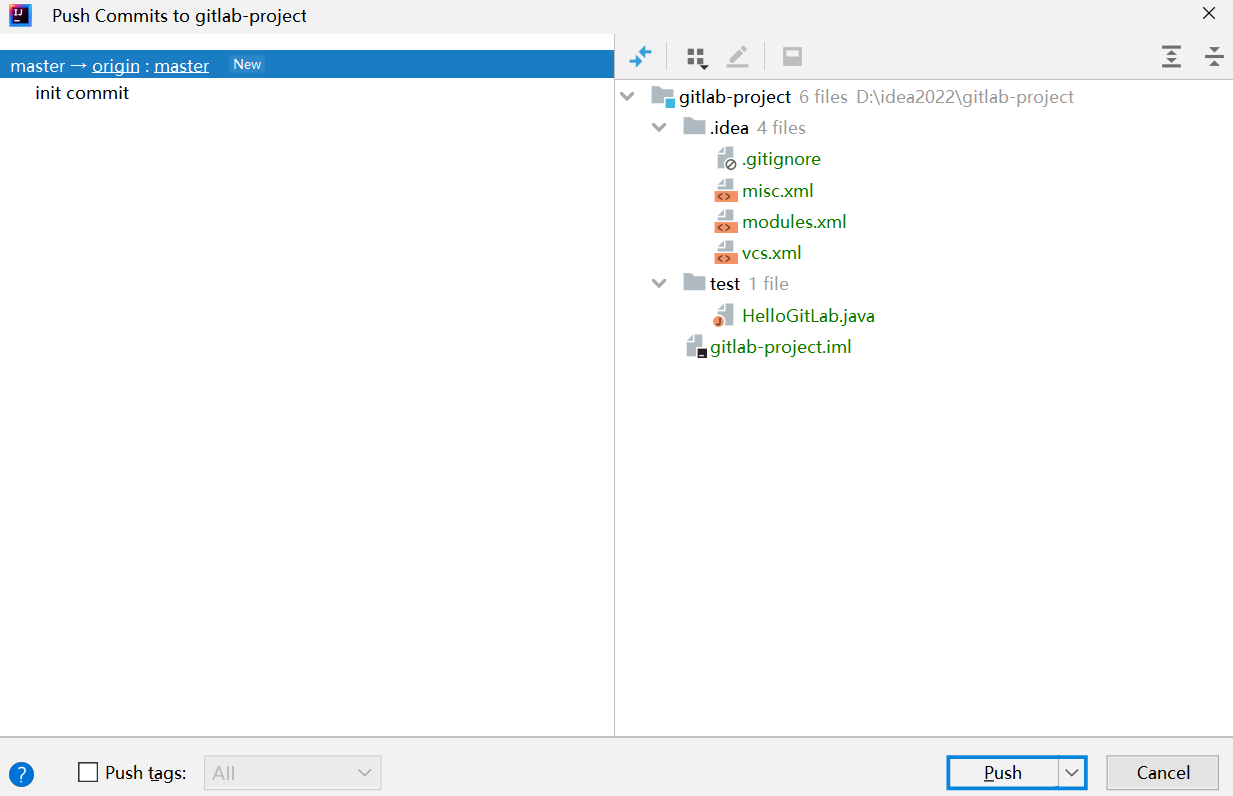 Push Commits to gitlab-project
master → origin : master New
init commit
gitlab-project 6 files D:\idea2022\gitlab-project
.idea 4 files
.gitignore
misc.xml
modules.xml
vcs.xml
test 1 file
HelloGitLab.java
gitlab-project.iml
? Push tags: All Push Cancel